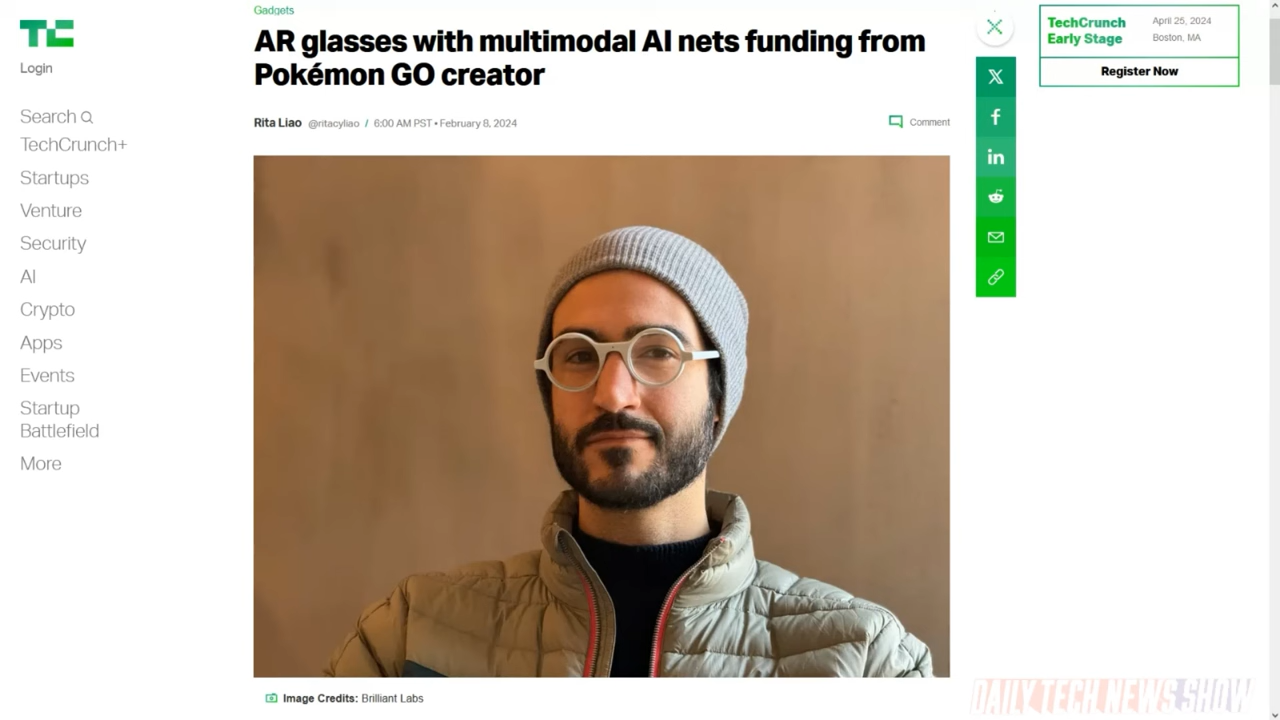 TC
Login
Search
TechCrunch+
Startups
Venture
Security
AI
Crypto
Apps
Events
Startup
Battlefield
More
Gadgets
AR glasses with multimodal AI nets funding from
Pokémon GO creator
Rita Liao @ritacyliao / 6:00 AM PST • February 8, 2024
Comment
Image Credits: Brilliant Labs
X
f
in
TechCrunch
Early Stage
April 25, 2024
Boston, MA
Register Now
DAILY TECH NEWS SHOW